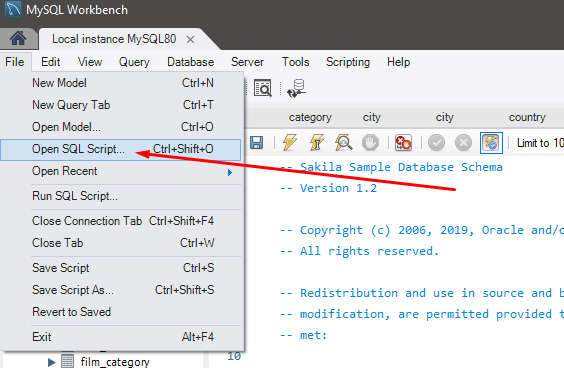 MySQL Workbench
Local instance MySQL80
File Edit View Query Database Server Tools Scripting Help
New Model Ctrl+N
New Query Tab Ctrl+T
Open Model... Ctrl+O
Open SQL Script... Ctrl+Shift+O
Open Recent
Run SQL Script...
Close Connection Tab Ctrl+Shift+F4
Close Tab Ctrl+W
Save Script Ctrl+S
Save Script As... Ctrl+Shift+S
Revert to Saved
Exit Alt+F4
film_category
category city city country
Limit to 10
-- Sakila Sample Database Schema
-- Version 1.2
-- Copyright (c) 2006, 2019, Oracle and/o
-- All rights reserved.
-- Redistribution and use in source and b
-- modification, are permitted provided t
-- met:
10